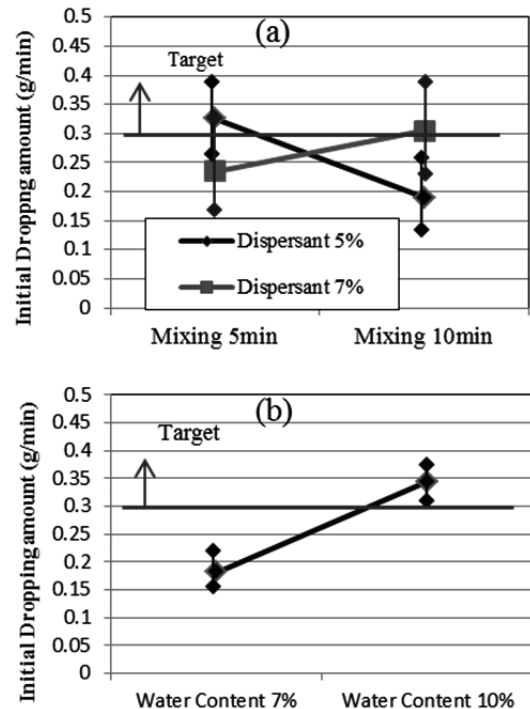 (a)
Initial Droppng amount (g/min)
0.5
0.45
0.4
0.35
0.3
0.25
0.2
0.15
0.1
0.05
0
Target
Dispersant 5%
Dispersant 7%
Mixing 5min Mixing 10min
(b)
Initial Dropping amount (g/min)
0.5
0.45
0.4
0.35
0.3
0.25
0.2
0.15
0.1
0.05
0
Target
Water Content 7% Water Content 10%